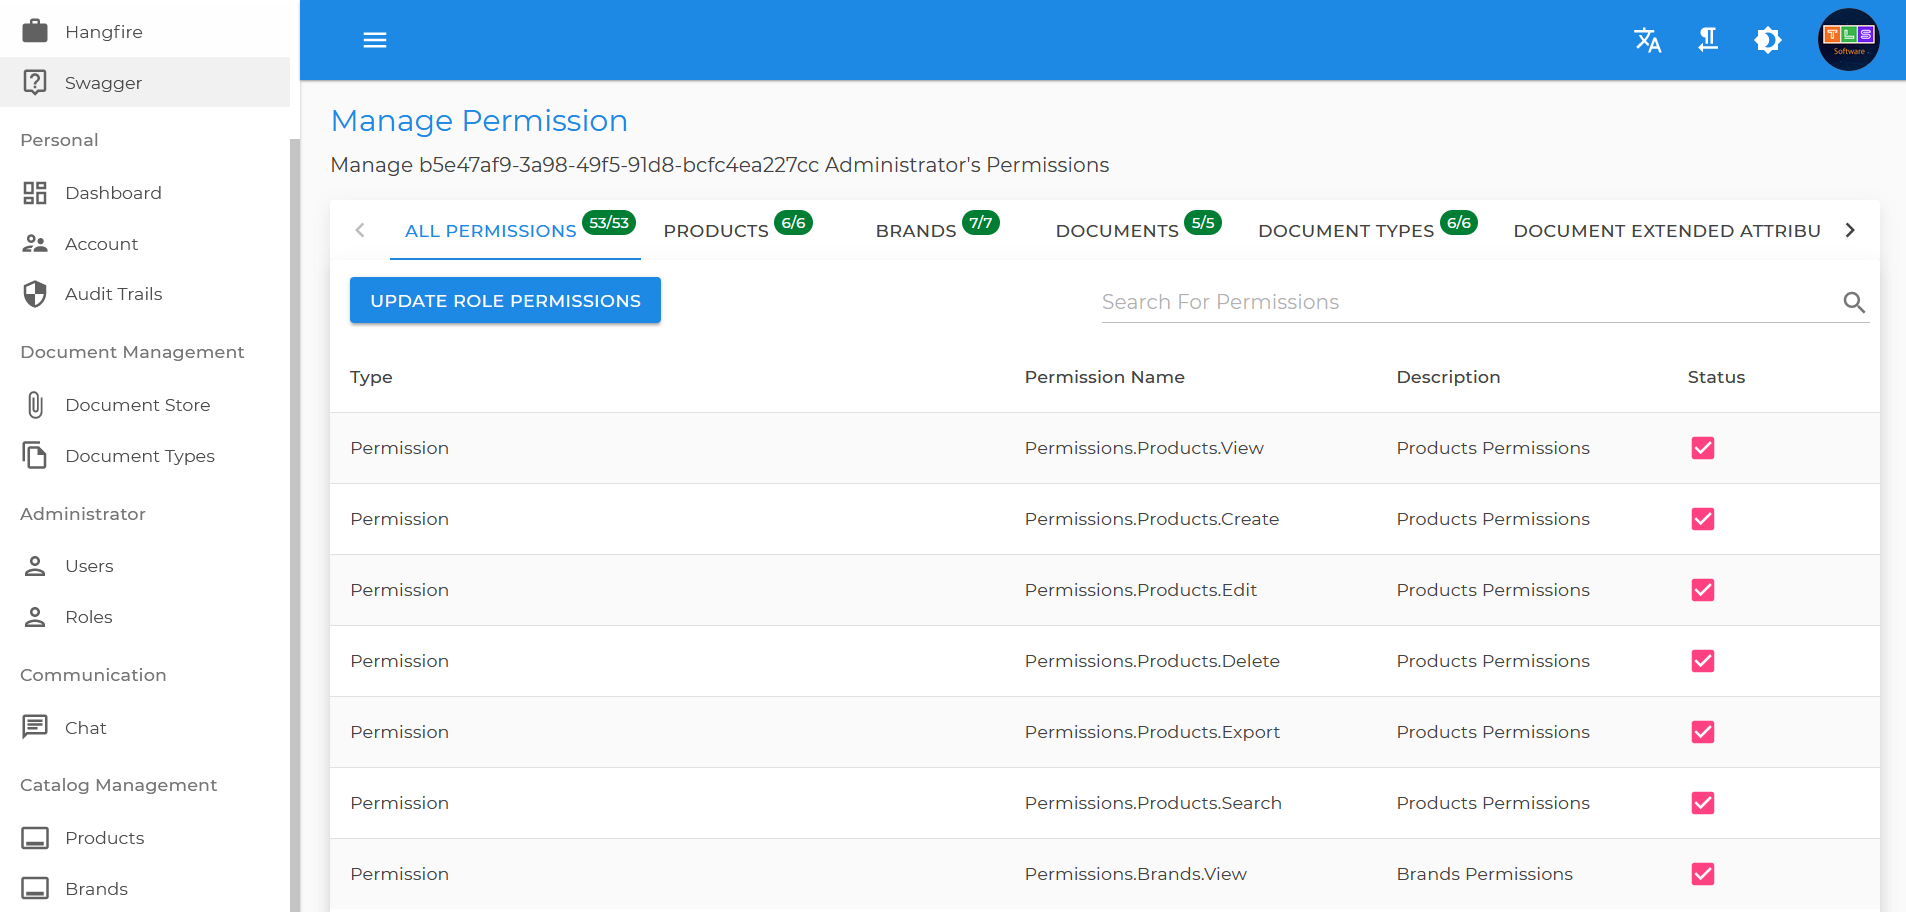 Hangfire
Swagger
Personal
Dashboard
Account
Audit Trails
Document Management
Document Store
Document Types
Administrator
Users
Roles
Communication
Chat
Catalog Management
Products
Brands
TLS
Software
Manage Permission
Manage b5e47af9-3a98-49f5-91d8-bcfc4ea227cc Administrator's Permissions
ALL PERMISSIONS 53/53 PRODUCTS 6/6 BRANDS 7/7 DOCUMENTS 5/5 DOCUMENT TYPES 6/6 DOCUMENT EXTENDED ATTRIBU
UPDATE ROLE PERMISSIONS Search For Permissions
Type Permission Name Description Status
Permission Permissions.Products.View Products Permissions
Permission Permissions.Products.Create Products Permissions
Permission Permissions.Products.Edit Products Permissions
Permission Permissions.Products.Delete Products Permissions
Permission Permissions.Products.Export Products Permissions
Permission Permissions.Products.Search Products Permissions
Permission Permissions.Brands.View Brands Permissions